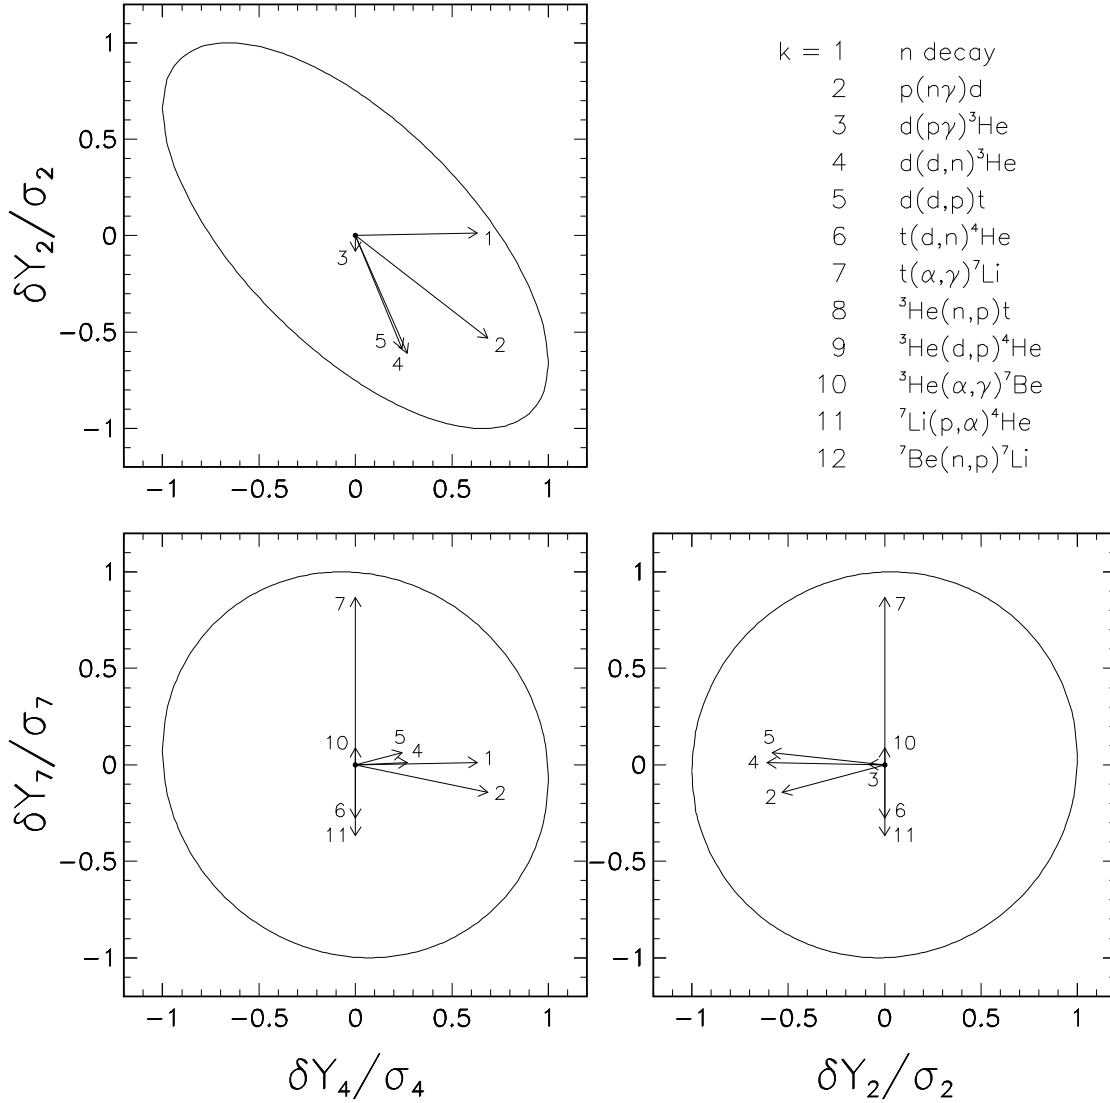 1
0.5
0
−0.5
−1
δY₂/σ₂
−1 −0.5 0 0.5 1
1
2
3
4
5
k = 1 n decay
2 p(nγ)d
3 d(pγ)³He
4 d(d,n)³He
5 d(d,p)t
6 t(d,n)⁴He
7 t(α,γ)⁷Li
8 ³He(n,p)t
9 ³He(d,p)⁴He
10 ³He(α,γ)⁷Be
11 ⁷Li(p,α)⁴He
12 ⁷Be(n,p)⁷Li
1
0.5
0
−0.5
−1
δY₇/σ₇
7
10
5
4
1
2
6
11
−1 −0.5 0 0.5 1
δY₄/σ₄
1
0.5
0
−0.5
−1
7
5
10
4
3
2
6
11
−1 −0.5 0 0.5 1
δY₂/σ₂